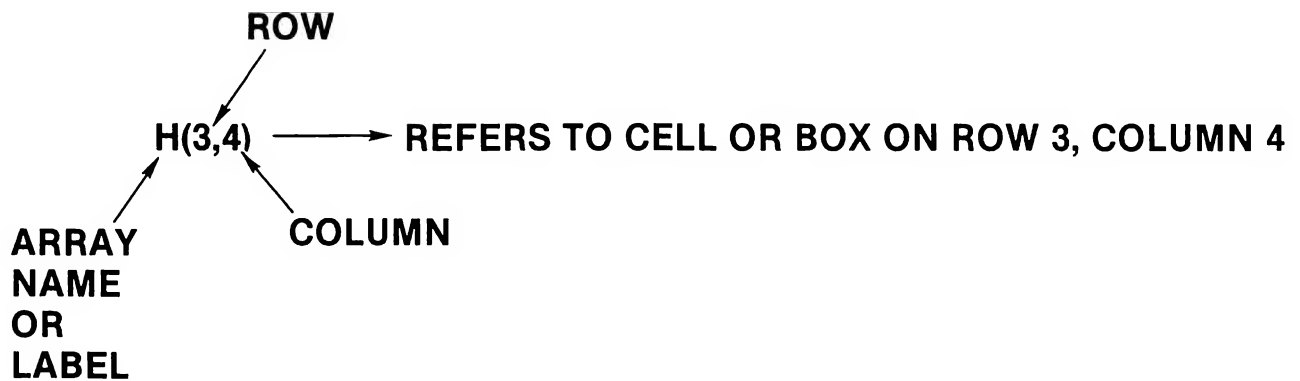 ROW
H(3,4)
REFERS TO CELL OR BOX ON ROW 3, COLUMN 4
COLUMN
ARRAY
NAME
OR
LABEL